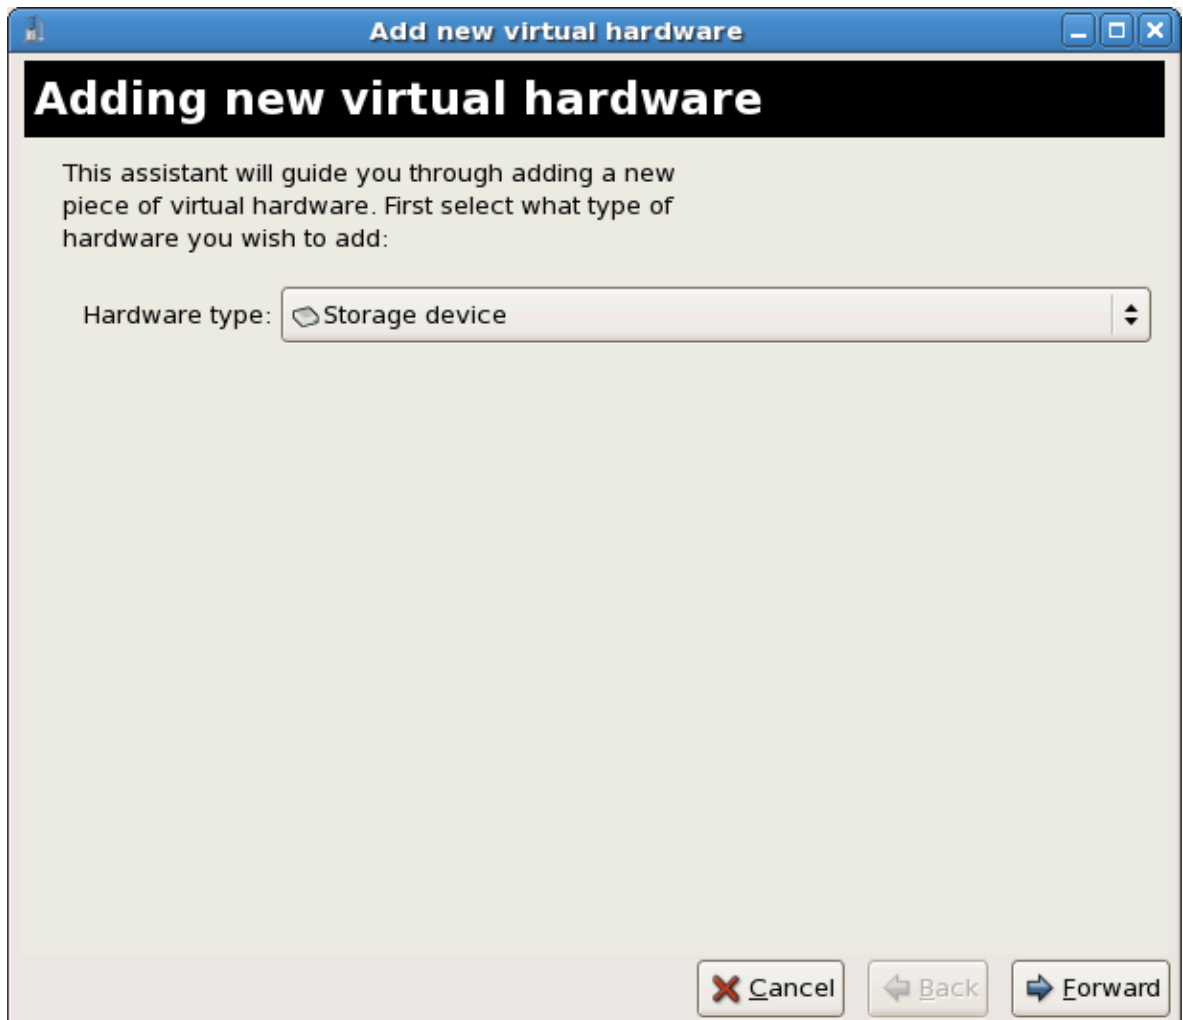 Add new virtual hardware
Adding new virtual hardware
This assistant will guide you through adding a new
piece of virtual hardware. First select what type of
hardware you wish to add:
Hardware type: Storage device
Cancel Back Forward